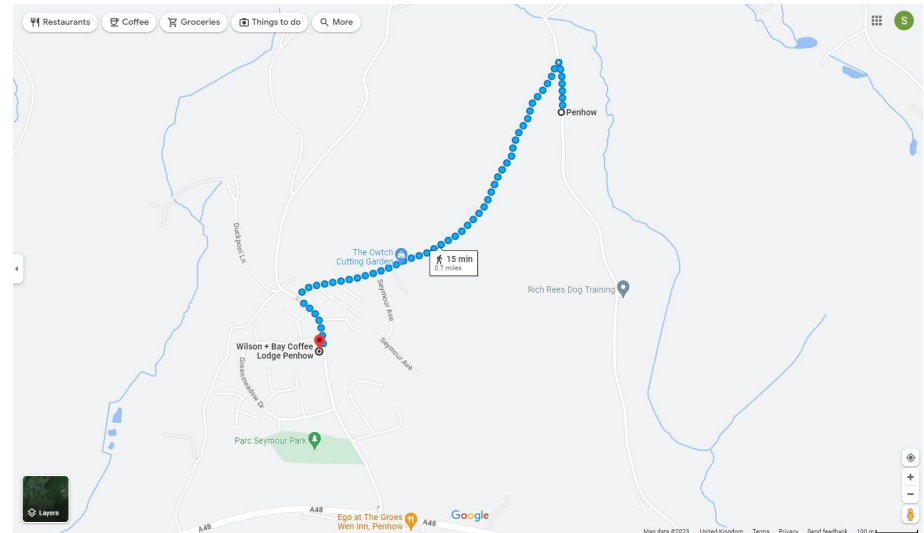 Restaurants
Coffee
Groceries
Things to do
More
S
Penhow
Duckpool Ln
The Cwtch
Cutting Garden
15 min
0.7 miles
Seymour Ave
Rich Rees Dog Training
Wilson + Bay Coffee
Lodge Penhow
Seymour Ave
Greenmeadow Dr
Parc Seymour Park
Layers
A48
A48
Ego at The Groes
Wen Inn, Penhow
A48
Google
Map data ©2023 United Kingdom Terms Privacy Send feedback 100 m